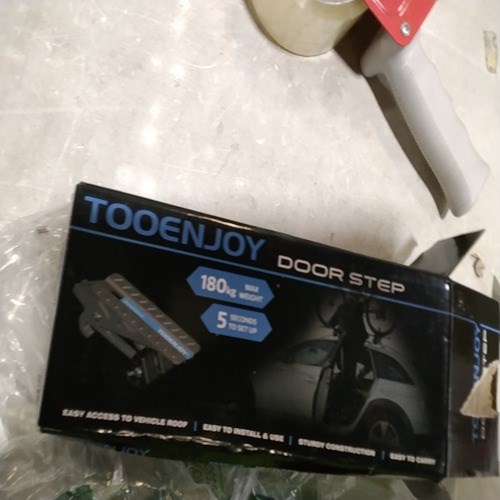 TOOENJOY
DOOR STEP
180kg MAX WEIGHT
5 SECONDS TO SET UP
EASY ACCESS TO VEHICLE ROOF | EASY TO INSTALL & USE | STURDY CONSTRUCTION | EASY TO CARRY
TOOENJOY